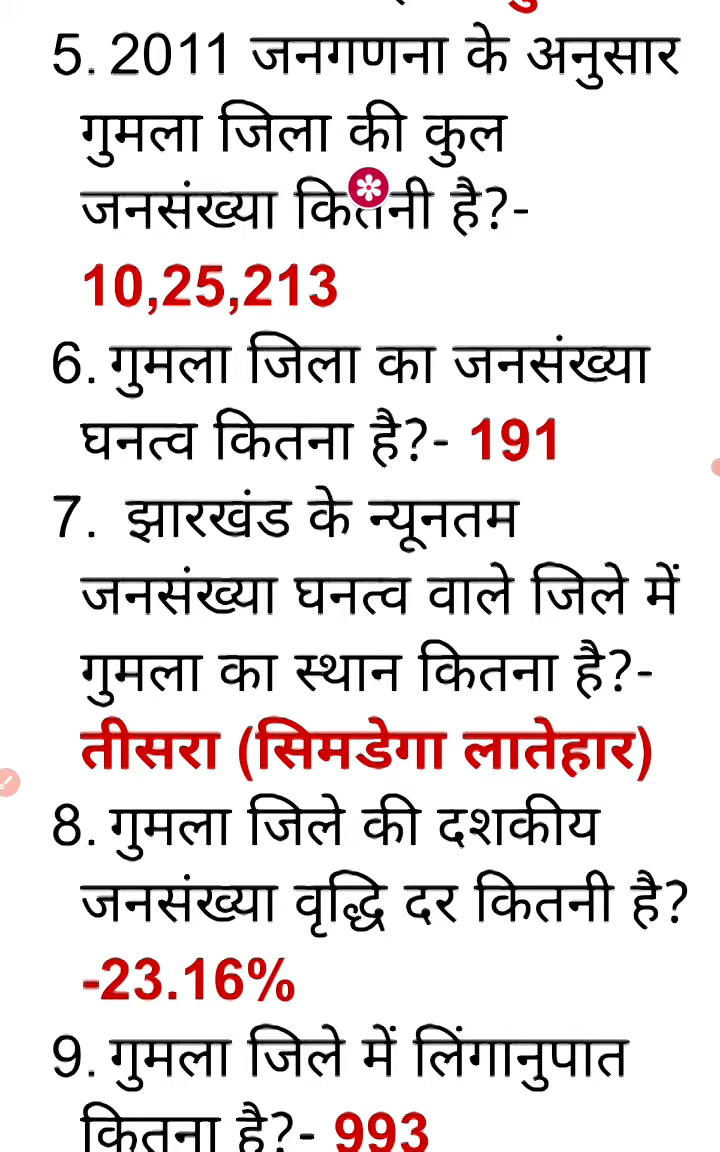 5. 2011 जनगणना के अनुसार
गुमला जिला की कुल
जनसंख्या कितनी है?-
10,25,213
6. गुमला जिला का जनसंख्या
घनत्व कितना है?- 191
7. झारखंड के न्यूनतम
जनसंख्या घनत्व वाले जिले में
गुमला का स्थान कितना है?-
तीसरा (सिमडेगा लातेहार)
8. गुमला जिले की दशकीय
जनसंख्या वृद्धि दर कितनी है?
-23.16%
9. गुमला जिले में लिंगानुपात
कितना है?- 993